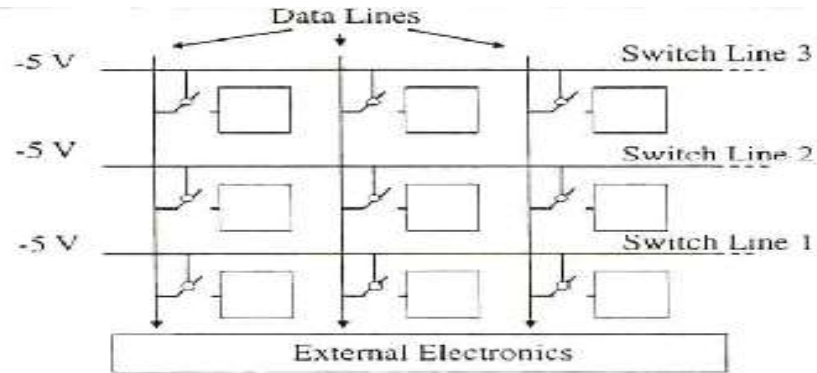 Data Lines
-5 V
Switch Line 3
-5 V
Switch Line 2
-5 V
Switch Line 1
External Electronics